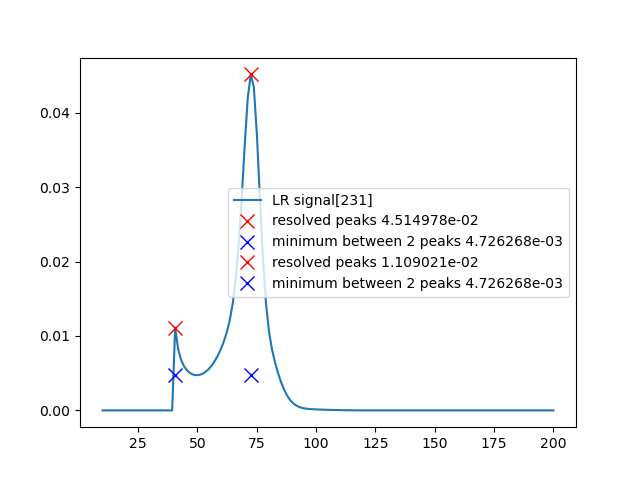 0.04
0.03
0.02
0.01
0.00
LR signal[231]
resolved peaks 4.514978e-02
minimum between 2 peaks 4.726268e-03
resolved peaks 1.109021e-02
minimum between 2 peaks 4.726268e-03
25 50 75 100 125 150 175 200